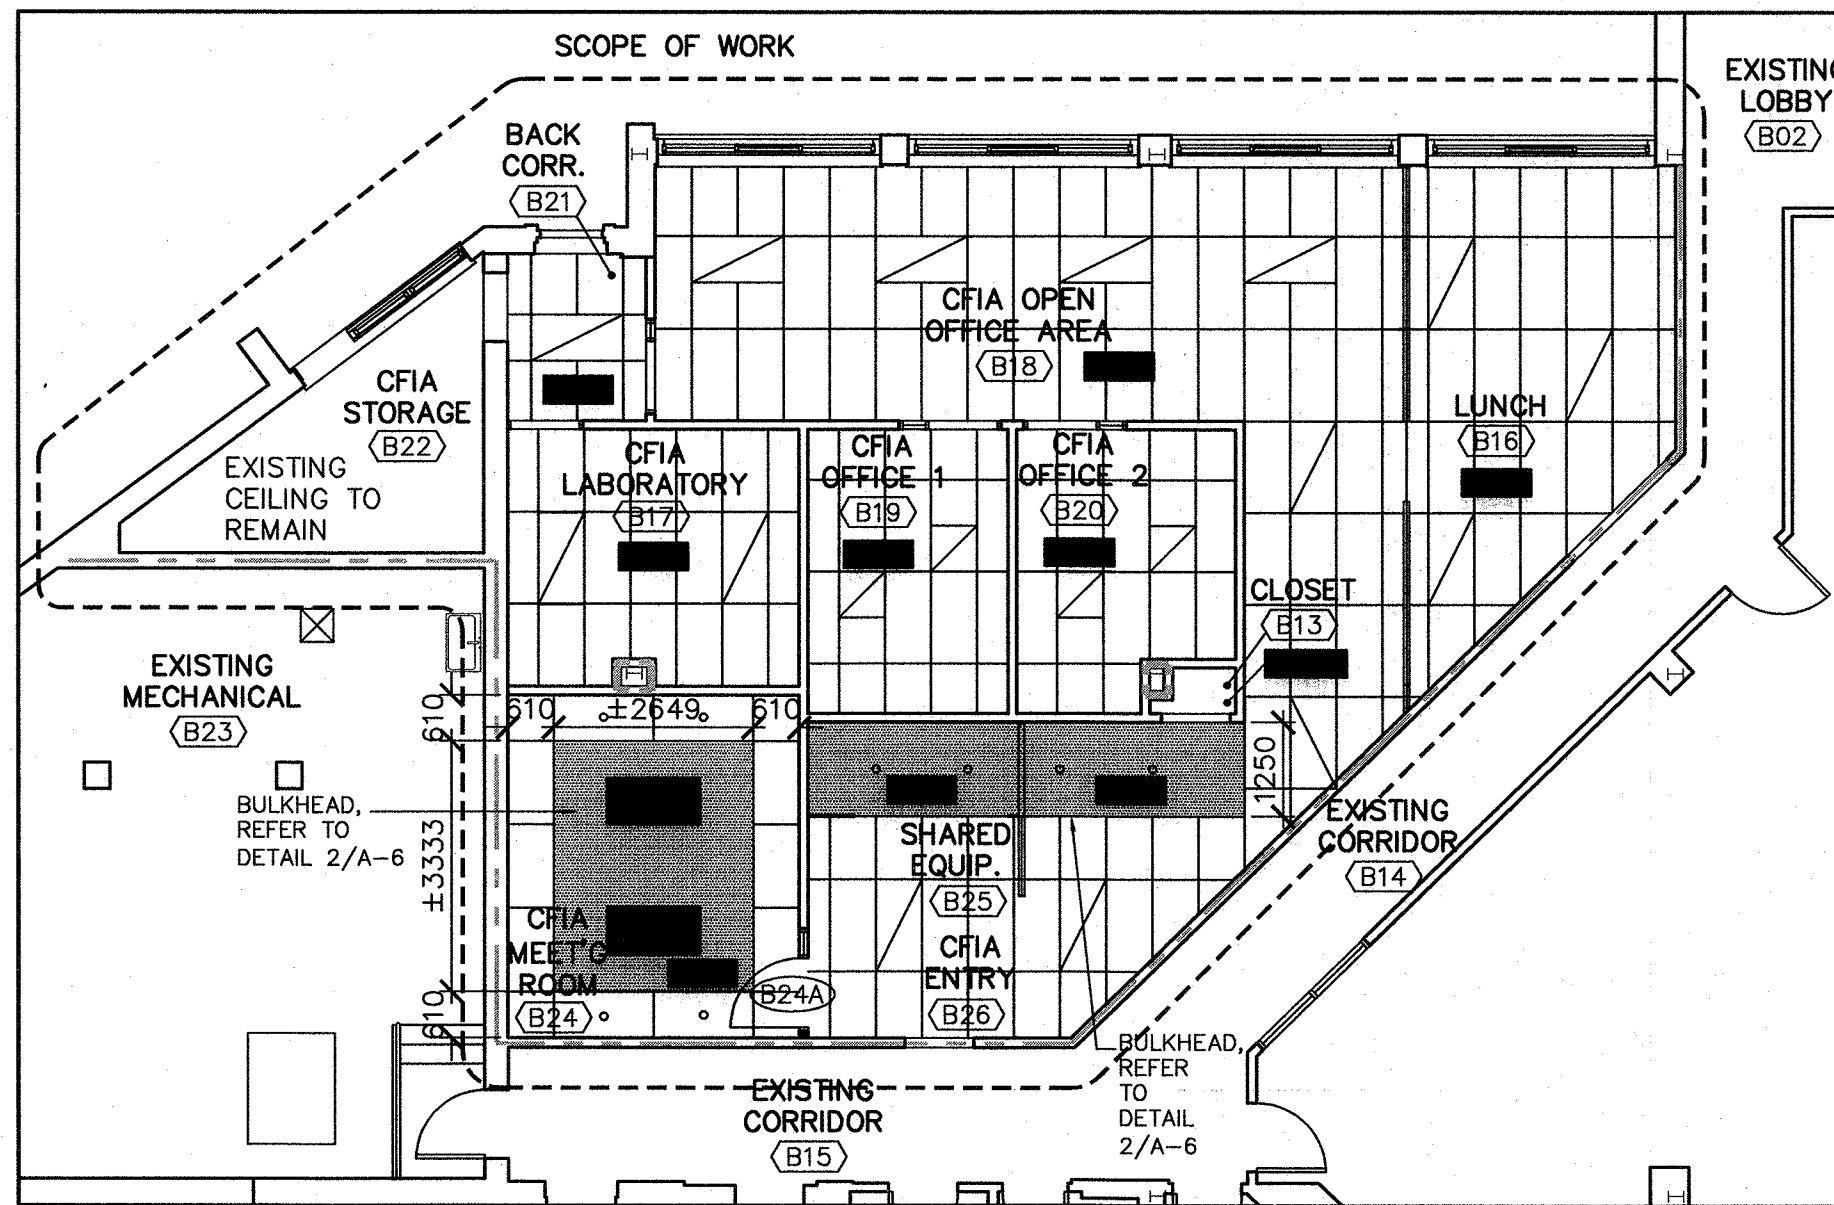 SCOPE OF WORK
EXISTING
LOBBY
B02
BACK
CORR.
B21
CFIA OPEN
OFFICE AREA
B18
CFIA
STORAGE
B22
EXISTING
CEILING TO
REMAIN
LUNCH
B16
CFIA
LABORATORY
B17
CFIA
OFFICE 1
B19
CFIA
OFFICE 2
B20
CLOSET
B13
EXISTING
MECHANICAL
B23
610
610
±2649
610
1250
BULKHEAD,
REFER TO
DETAIL 2/A-6
±3333
610
SHARED
EQUIP.
B25
EXISTING
CORRIDOR
B14
CFIA
MEET'G
ROOM
B24
B24A
CFIA
ENTRY
B26
BULKHEAD,
REFER
TO
DETAIL
2/A-6
EXISTING
CORRIDOR
B15